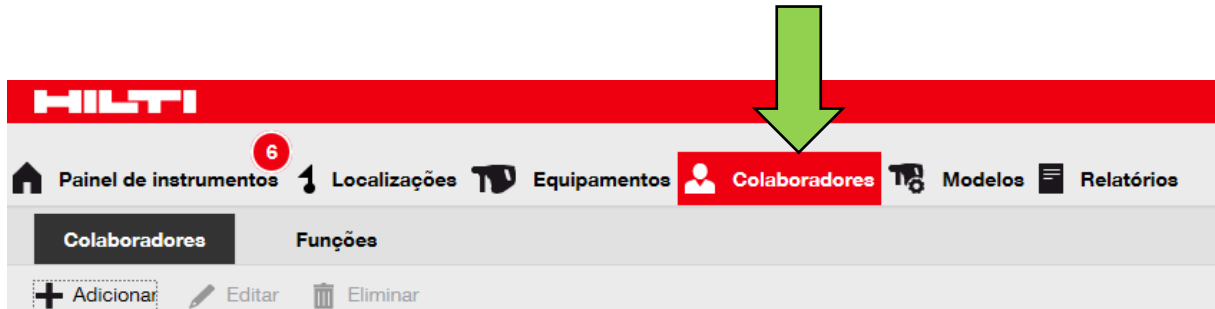 HILTI
6
Painel de instrumentos Localizações Equipamentos Colaboradores Modelos Relatórios
Colaboradores Funções
Adicionar Editar Eliminar